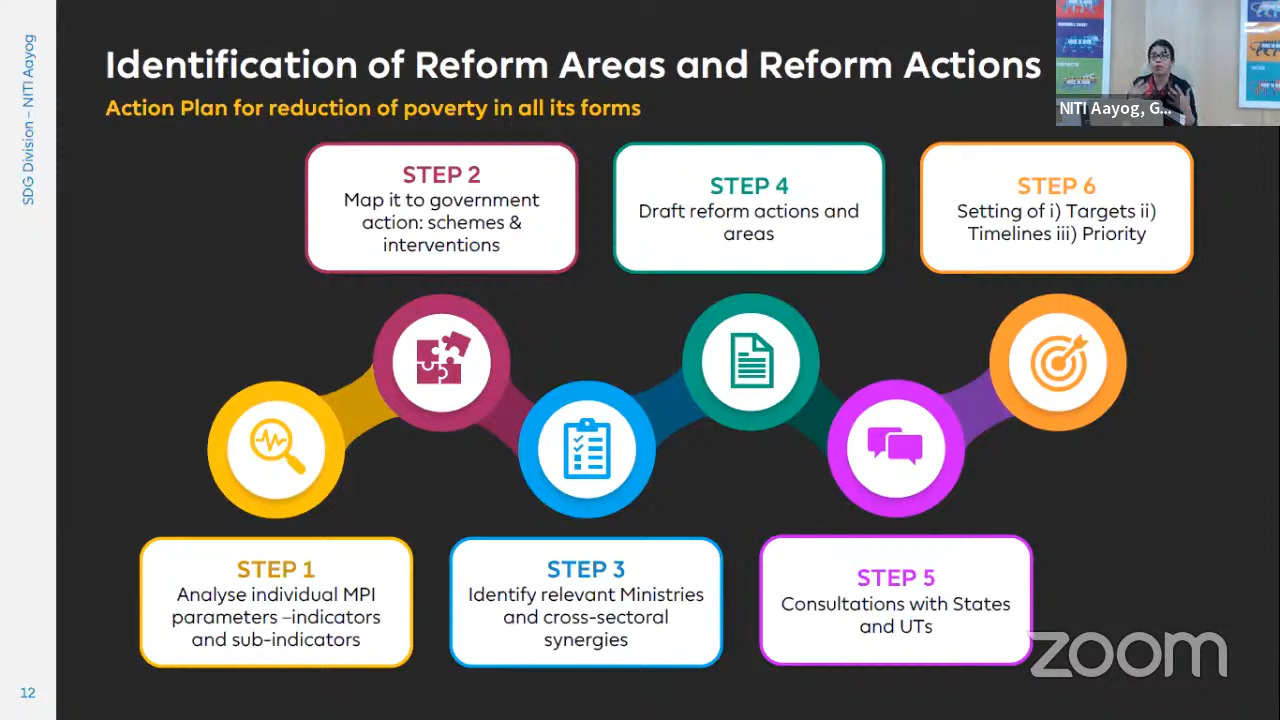 Identification of Reform Areas and Reform Actions
Action Plan for reduction of poverty in all its forms
SDG Division – NITI Aayog
NITI Aayog, G...
STEP 2
Map it to government
action: schemes &
interventions
STEP 4
Draft reform actions and
areas
STEP 6
Setting of i) Targets ii)
Timelines iii) Priority
STEP 1
Analyse individual MPI
parameters –indicators
and sub-indicators
STEP 3
Identify relevant Ministries
and cross-sectoral
synergies
STEP 5
Consultations with States
and UTs
zoom
12